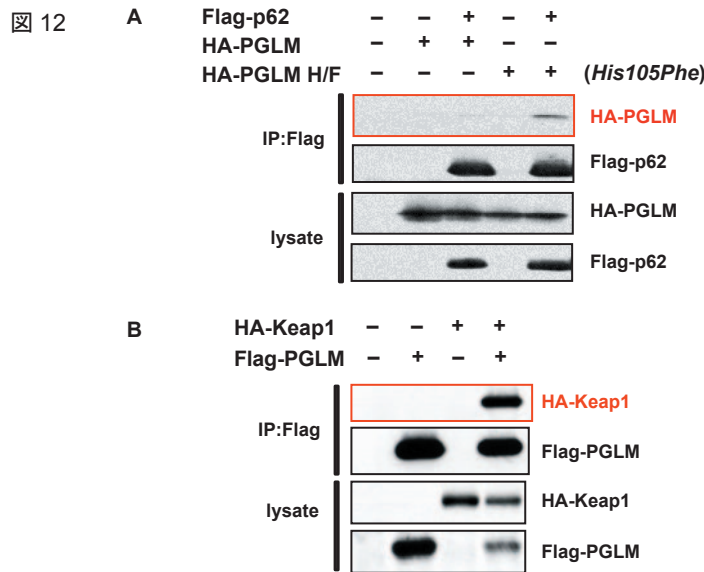 図 12
A
Flag-p62 – – + – +
HA-PGLM – + + – –
HA-PGLM H/F – – – + + (His105Phe)
IP:Flag
HA-PGLM
Flag-p62
lysate
HA-PGLM
Flag-p62
B
HA-Keap1 – – + +
Flag-PGLM – + – +
IP:Flag
HA-Keap1
Flag-PGLM
lysate
HA-Keap1
Flag-PGLM